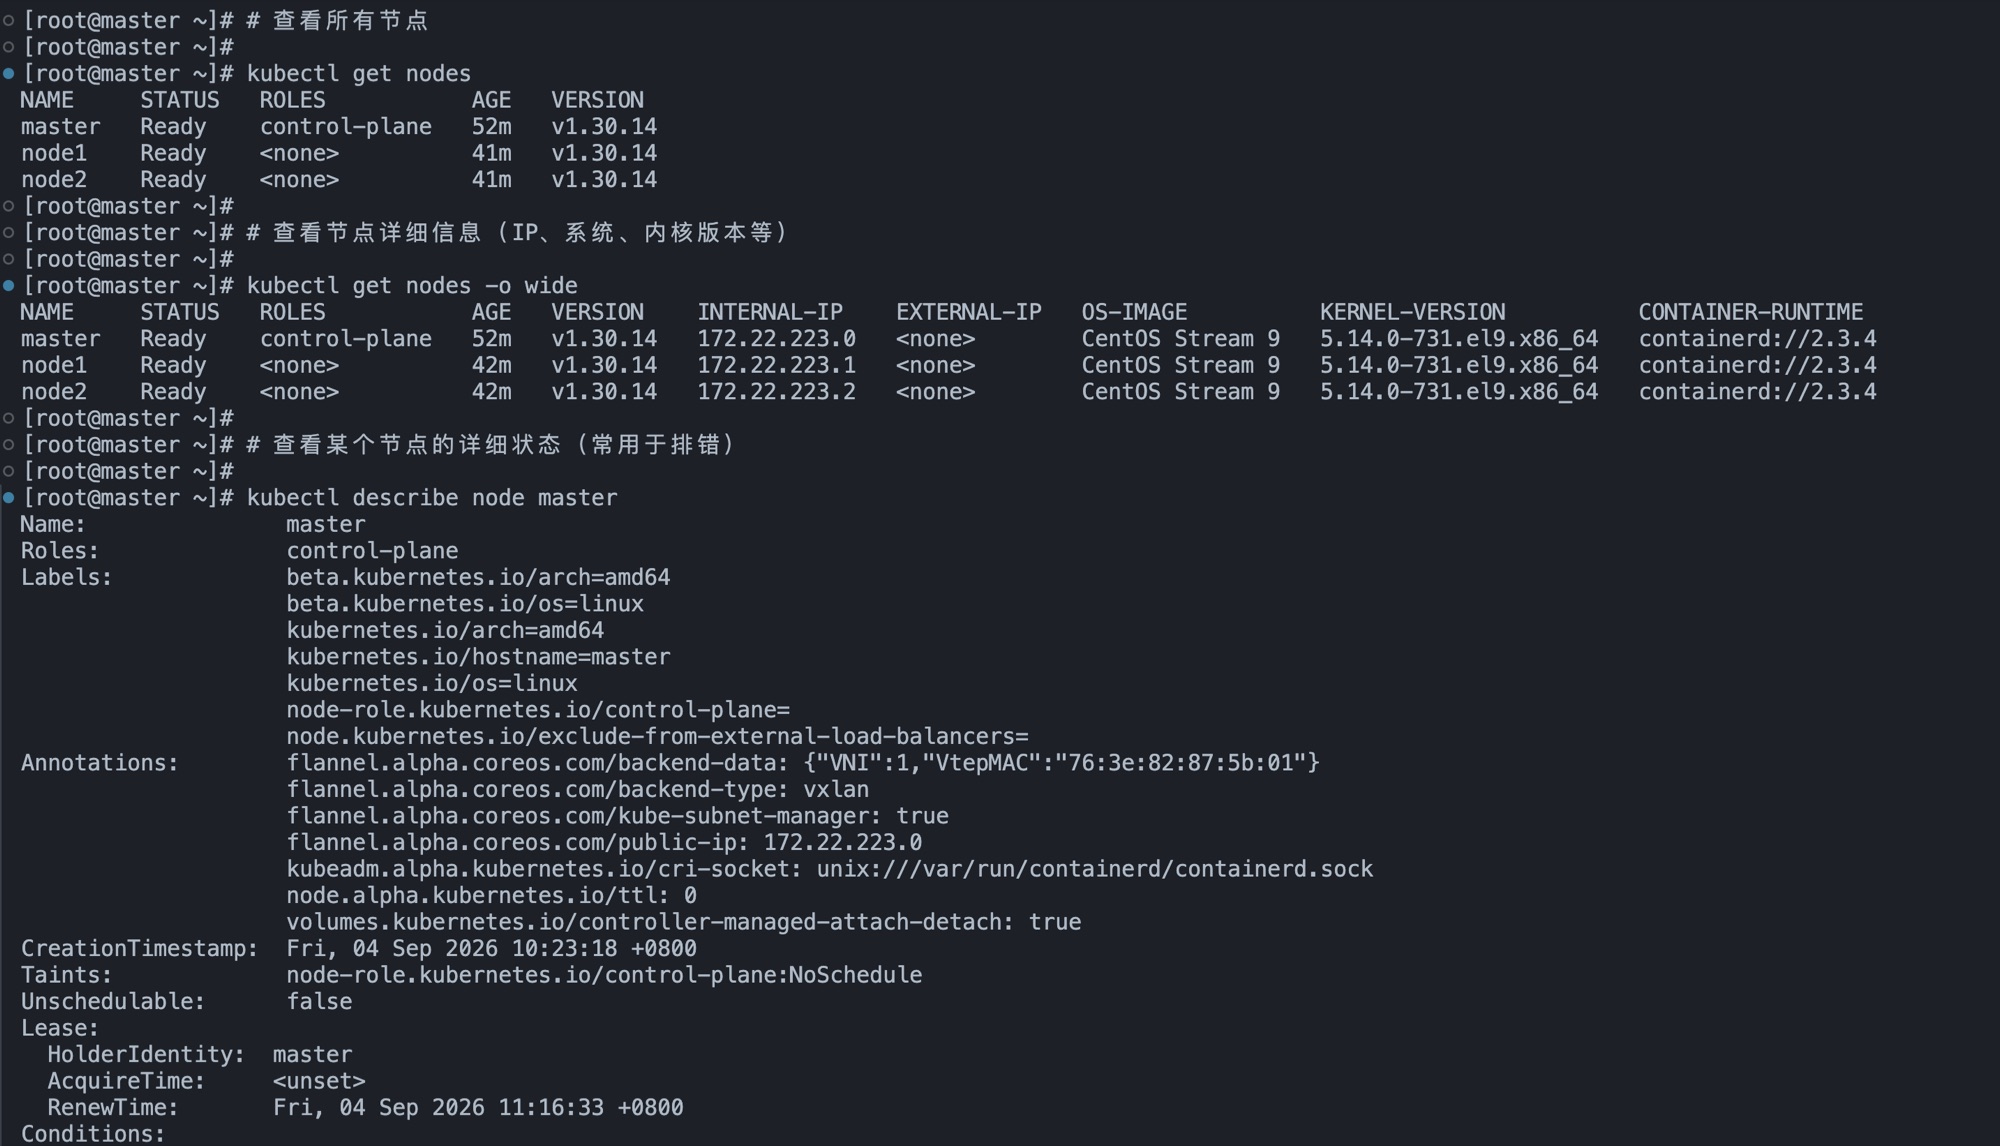 [root@master ~]# # 查看所有节点
[root@master ~]#
[root@master ~]# kubectl get nodes
NAME     STATUS   ROLES           AGE   VERSION
master   Ready    control-plane   52m   v1.30.14
node1    Ready    <none>          41m   v1.30.14
node2    Ready    <none>          41m   v1.30.14
[root@master ~]#
[root@master ~]# # 查看节点详细信息（IP、系统、内核版本等）
[root@master ~]#
[root@master ~]# kubectl get nodes -o wide
NAME     STATUS   ROLES           AGE   VERSION    INTERNAL-IP    EXTERNAL-IP   OS-IMAGE          KERNEL-VERSION          CONTAINER-RUNTIME
master   Ready    control-plane   52m   v1.30.14   172.22.223.0   <none>        CentOS Stream 9   5.14.0-731.el9.x86_64   containerd://2.3.4
node1    Ready    <none>          42m   v1.30.14   172.22.223.1   <none>        CentOS Stream 9   5.14.0-731.el9.x86_64   containerd://2.3.4
node2    Ready    <none>          42m   v1.30.14   172.22.223.2   <none>        CentOS Stream 9   5.14.0-731.el9.x86_64   containerd://2.3.4
[root@master ~]#
[root@master ~]# # 查看某个节点的详细状态（常用于排错）
[root@master ~]#
[root@master ~]# kubectl describe node master
Name:               master
Roles:              control-plane
Labels:             beta.kubernetes.io/arch=amd64
                    beta.kubernetes.io/os=linux
                    kubernetes.io/arch=amd64
                    kubernetes.io/hostname=master
                    kubernetes.io/os=linux
                    node-role.kubernetes.io/control-plane=
                    node.kubernetes.io/exclude-from-external-load-balancers=
Annotations:        flannel.alpha.coreos.com/backend-data: {"VNI":1,"VtepMAC":"76:3e:82:87:5b:01"}
                    flannel.alpha.coreos.com/backend-type: vxlan
                    flannel.alpha.coreos.com/kube-subnet-manager: true
                    flannel.alpha.coreos.com/public-ip: 172.22.223.0
                    kubeadm.alpha.kubernetes.io/cri-socket: unix:///var/run/containerd/containerd.sock
                    node.alpha.kubernetes.io/ttl: 0
                    volumes.kubernetes.io/controller-managed-attach-detach: true
CreationTimestamp:  Fri, 04 Sep 2026 10:23:18 +0800
Taints:             node-role.kubernetes.io/control-plane:NoSchedule
Unschedulable:      false
Lease:
  HolderIdentity:  master
  AcquireTime:     <unset>
  RenewTime:       Fri, 04 Sep 2026 11:16:33 +0800
Conditions: